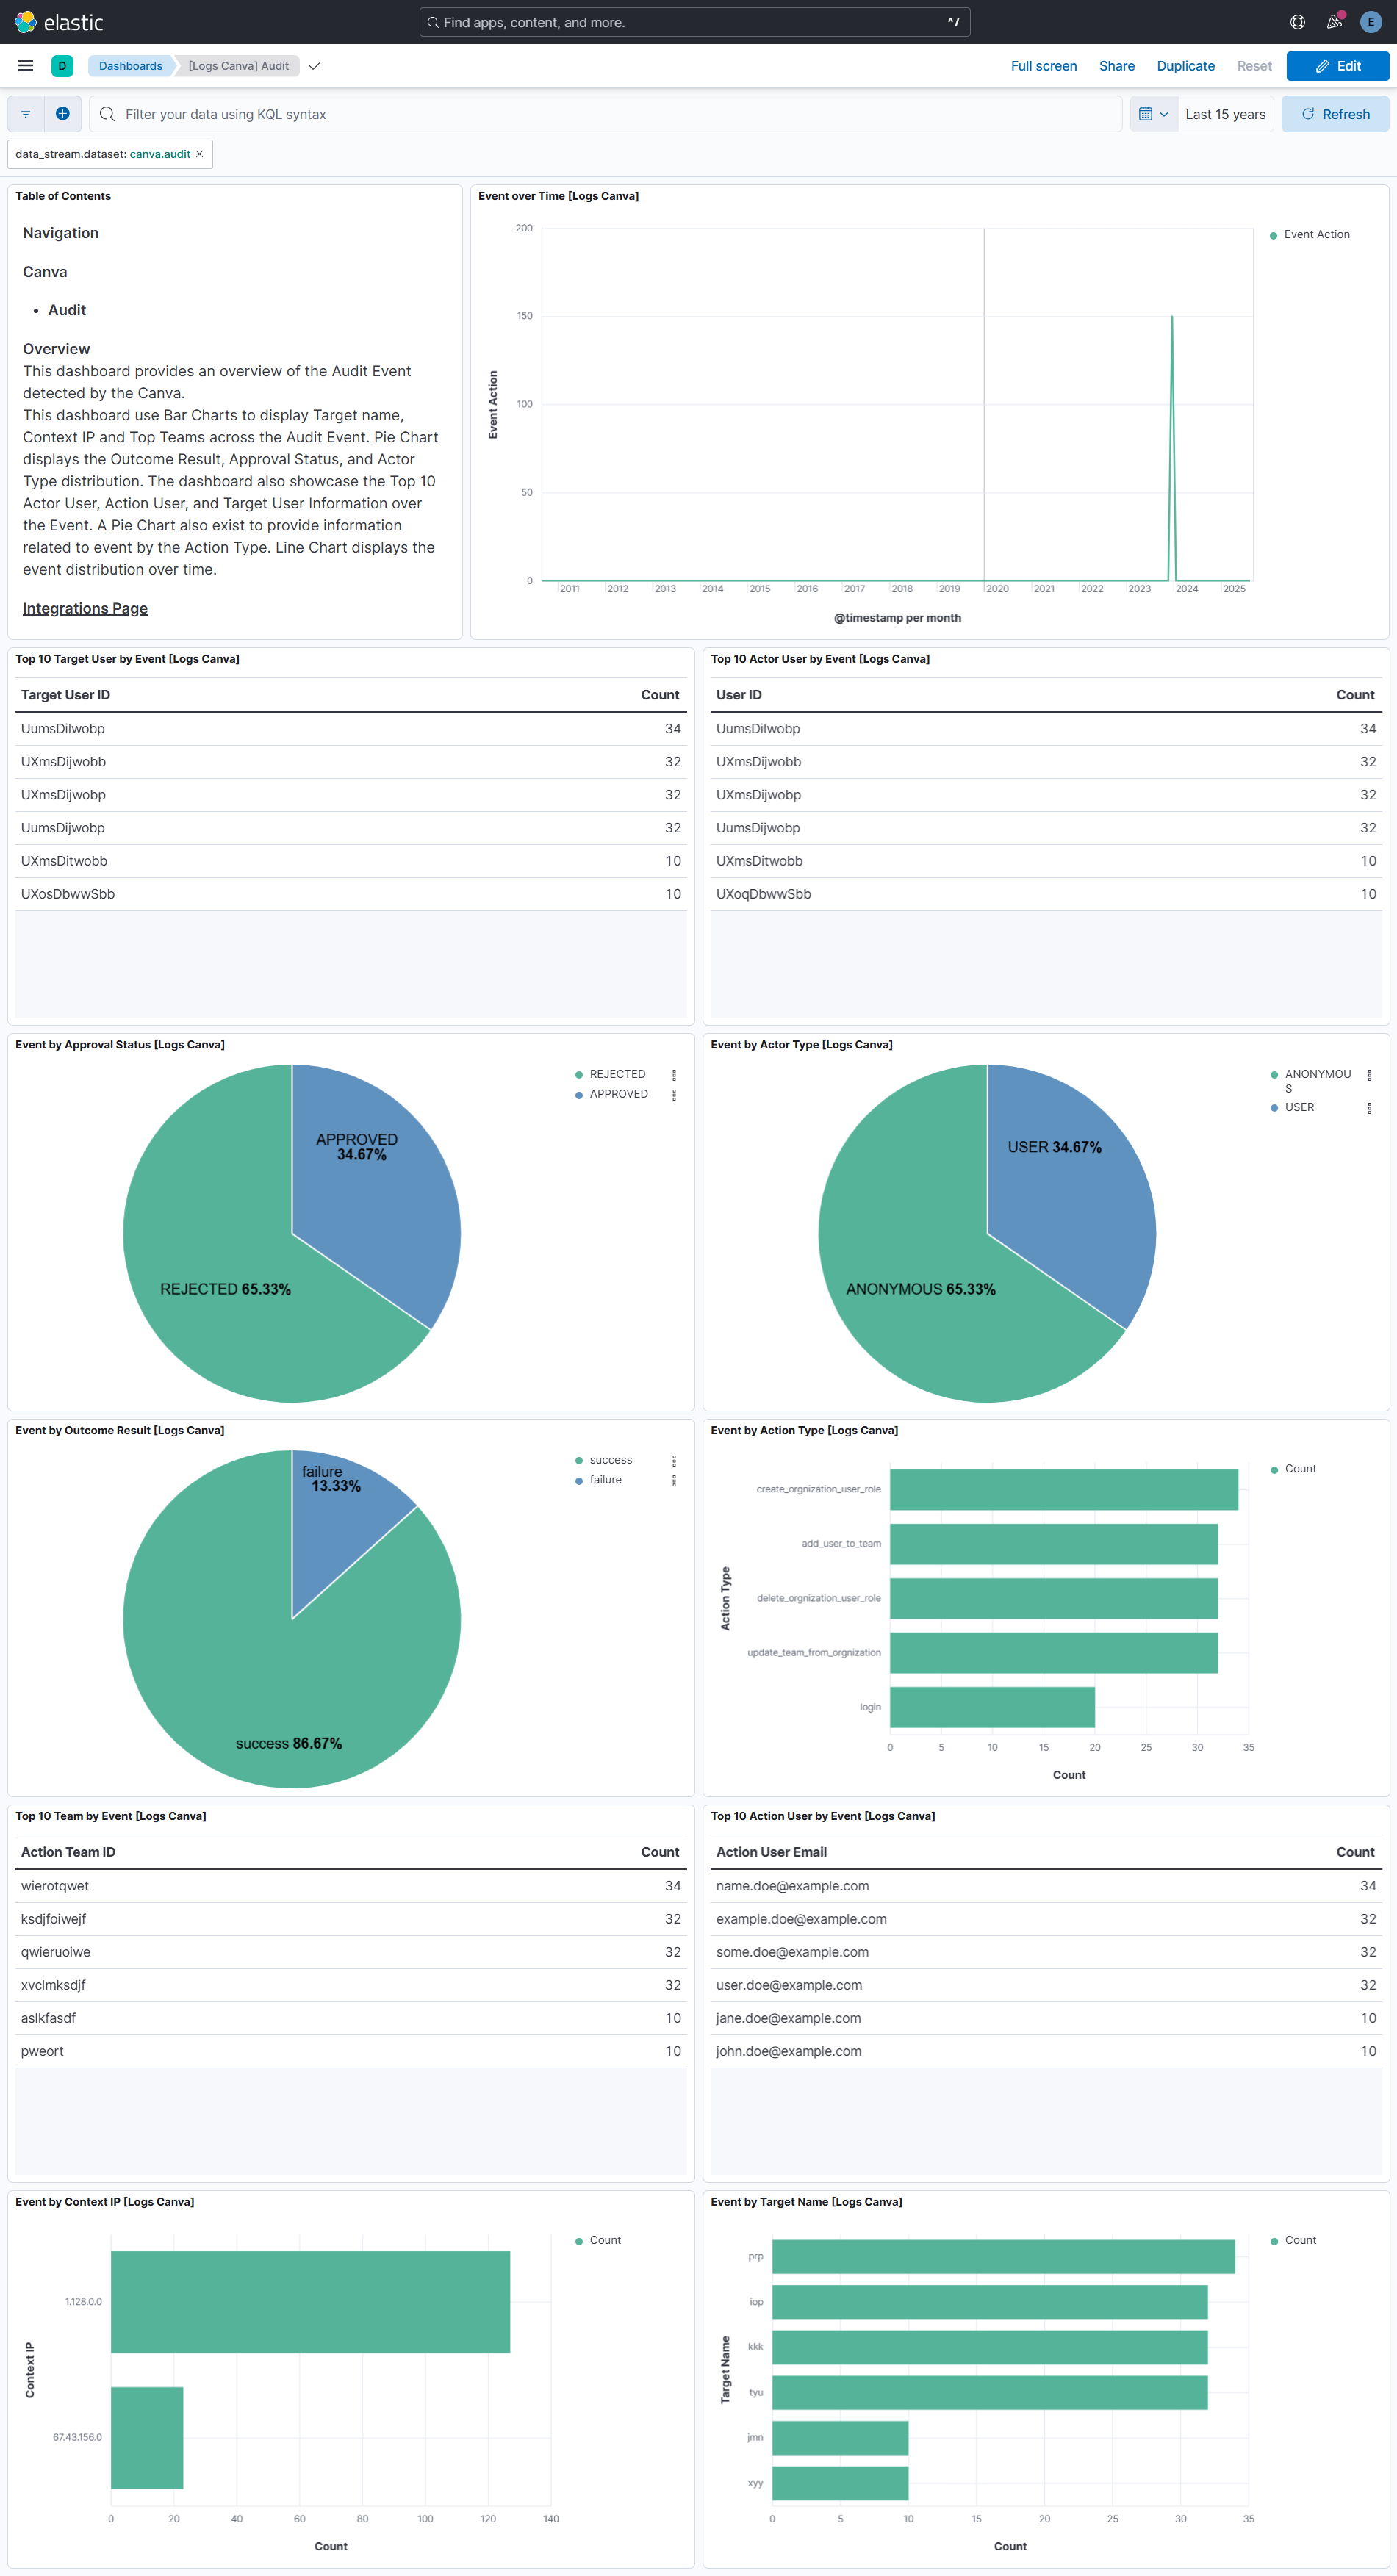 elastic
Find apps, content, and more.
^/
E
D
Dashboards
[Logs Canva] Audit
Full screen
Share
Duplicate
Reset
Edit
Filter your data using KQL syntax
Last 15 years
Refresh
data_stream.dataset: canva.audit ×
Table of Contents
Navigation
Canva
• Audit
Overview
This dashboard provides an overview of the Audit Event
detected by the Canva.
This dashboard use Bar Charts to display Target name,
Context IP and Top Teams across the Audit Event. Pie Chart
displays the Outcome Result, Approval Status, and Actor
Type distribution. The dashboard also showcase the Top 10
Actor User, Action User, and Target User Information over
the Event. A Pie Chart also exist to provide information
related to event by the Action Type. Line Chart displays the
event distribution over time.
Integrations Page
Event over Time [Logs Canva]
Event Action
200
150
100
50
0
Event Action
2011 2012 2013 2014 2015 2016 2017 2018 2019 2020 2021 2022 2023 2024 2025
@timestamp per month
Top 10 Target User by Event [Logs Canva]
Target User ID Count
UumsDilwobp 34
UXmsDijwobb 32
UXmsDijwobp 32
UumsDijwobp 32
UXmsDitwobb 10
UXosDbwwSbb 10
Top 10 Actor User by Event [Logs Canva]
User ID Count
UumsDilwobp 34
UXmsDijwobb 32
UXmsDijwobp 32
UumsDijwobp 32
UXmsDitwobb 10
UXoqDbwwSbb 10
Event by Approval Status [Logs Canva]
REJECTED
APPROVED
APPROVED
34.67%
REJECTED 65.33%
Event by Actor Type [Logs Canva]
ANONYMOU
S
USER
USER 34.67%
ANONYMOUS 65.33%
Event by Outcome Result [Logs Canva]
success
failure
failure
13.33%
success 86.67%
Event by Action Type [Logs Canva]
Count
Action Type
create_orgnization_user_role
add_user_to_team
delete_orgnization_user_role
update_team_from_orgnization
login
0 5 10 15 20 25 30 35
Count
Top 10 Team by Event [Logs Canva]
Action Team ID Count
wierotqwet 34
ksdjfoiwejf 32
qwieruoiwe 32
xvclmksdjf 32
aslkfasdf 10
pweort 10
Top 10 Action User by Event [Logs Canva]
Action User Email Count
name.doe@example.com 34
example.doe@example.com 32
some.doe@example.com 32
user.doe@example.com 32
jane.doe@example.com 10
john.doe@example.com 10
Event by Context IP [Logs Canva]
Count
Context IP
1.128.0.0
67.43.156.0
0 20 40 60 80 100 120 140
Count
Event by Target Name [Logs Canva]
Count
Target Name
prp
iop
kkk
tyu
jmn
xyy
0 5 10 15 20 25 30 35
Count